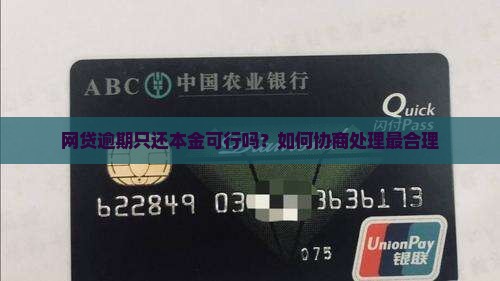 ABC 中国农业银行
Quick
闪付Pass
网贷逾期只还本金可行吗？如何协商处理最合理
622849 03 3636173
075
UnionPay
银联